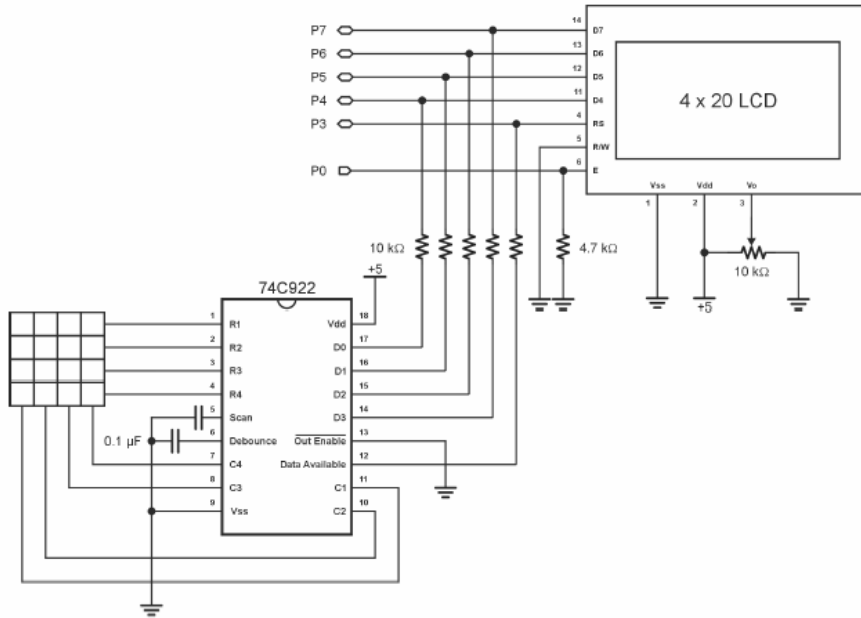 P7 14 D7
P6 13 D6
P5 12 D5
P4 11 D4
P3 4 RS
5 R/W
P0 6 E
4 x 20 LCD
Vss Vdd Vo
1 2 3
10 kΩ 4.7 kΩ
10 kΩ
+5 +5
74C922
1 R1 Vdd 18
2 R2 D0 17
3 R3 D1 16
4 R4 D2 15
5 Scan D3 14
0.1 µF 6 Debounce Out Enable 13
7 C4 Data Available 12
8 C3 C1 11
9 Vss C2 10